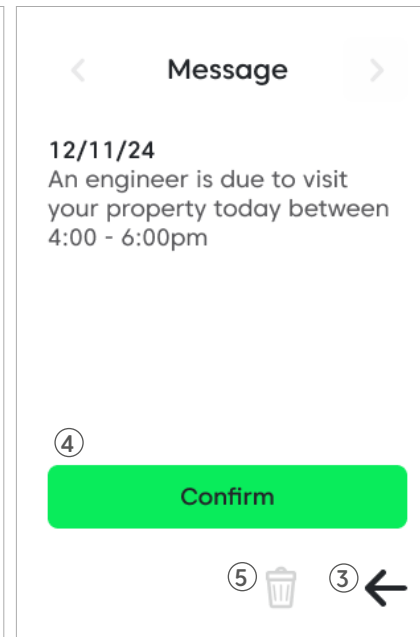 Message
12/11/24
An engineer is due to visit
your property today between
4:00 - 6:00pm
④
Confirm
⑤ ③